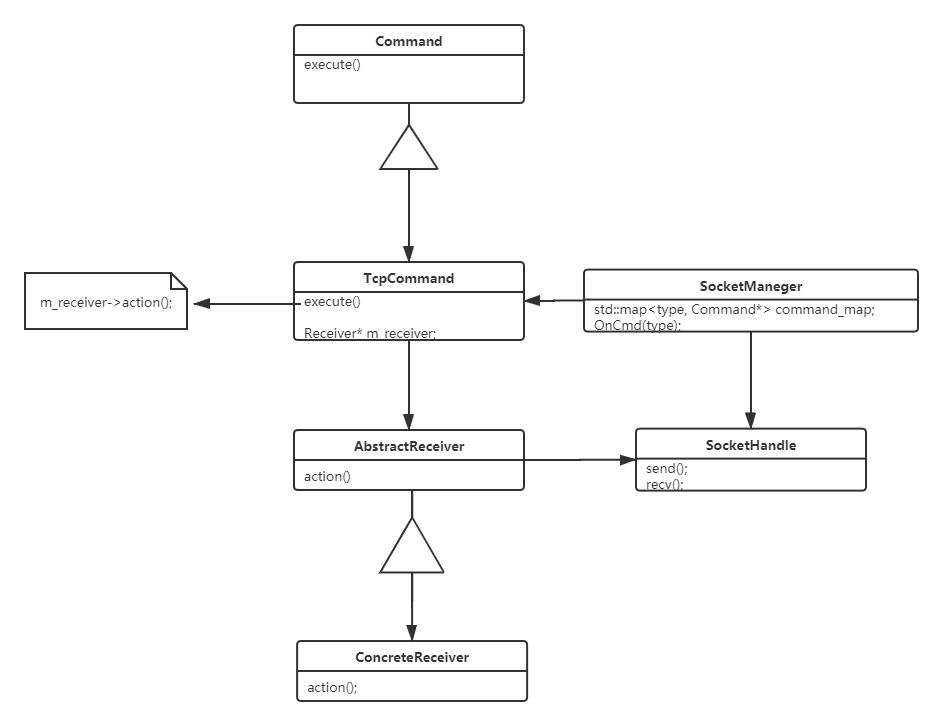 Command
execute()
TcpCommand
execute()
Receiver* m_receiver;
m_receiver->action();
SocketManeger
std::map<type, Command*> command_map;
OnCmd(type);
AbstractReceiver
action()
SocketHandle
send();
recv();
ConcreteReceiver
action();